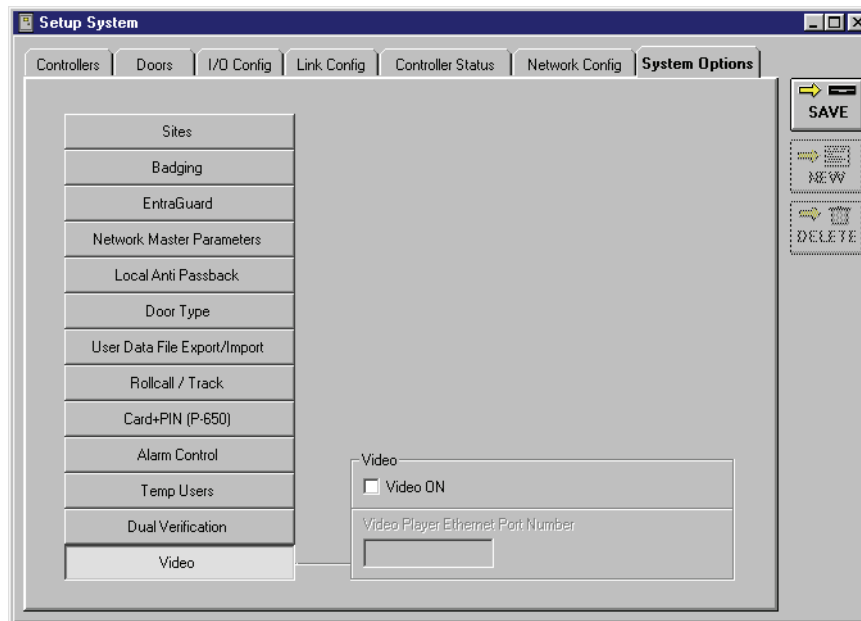 Setup System
Controllers
Doors
I/O Config
Link Config
Controller Status
Network Config
System Options
SAVE
NEW
DELETE
Sites
Badging
EntraGuard
Network Master Parameters
Local Anti Passback
Door Type
User Data File Export/Import
Rollcall / Track
Card+PIN (P-650)
Alarm Control
Temp Users
Dual Verification
Video
Video
Video ON
Video Player Ethernet Port Number